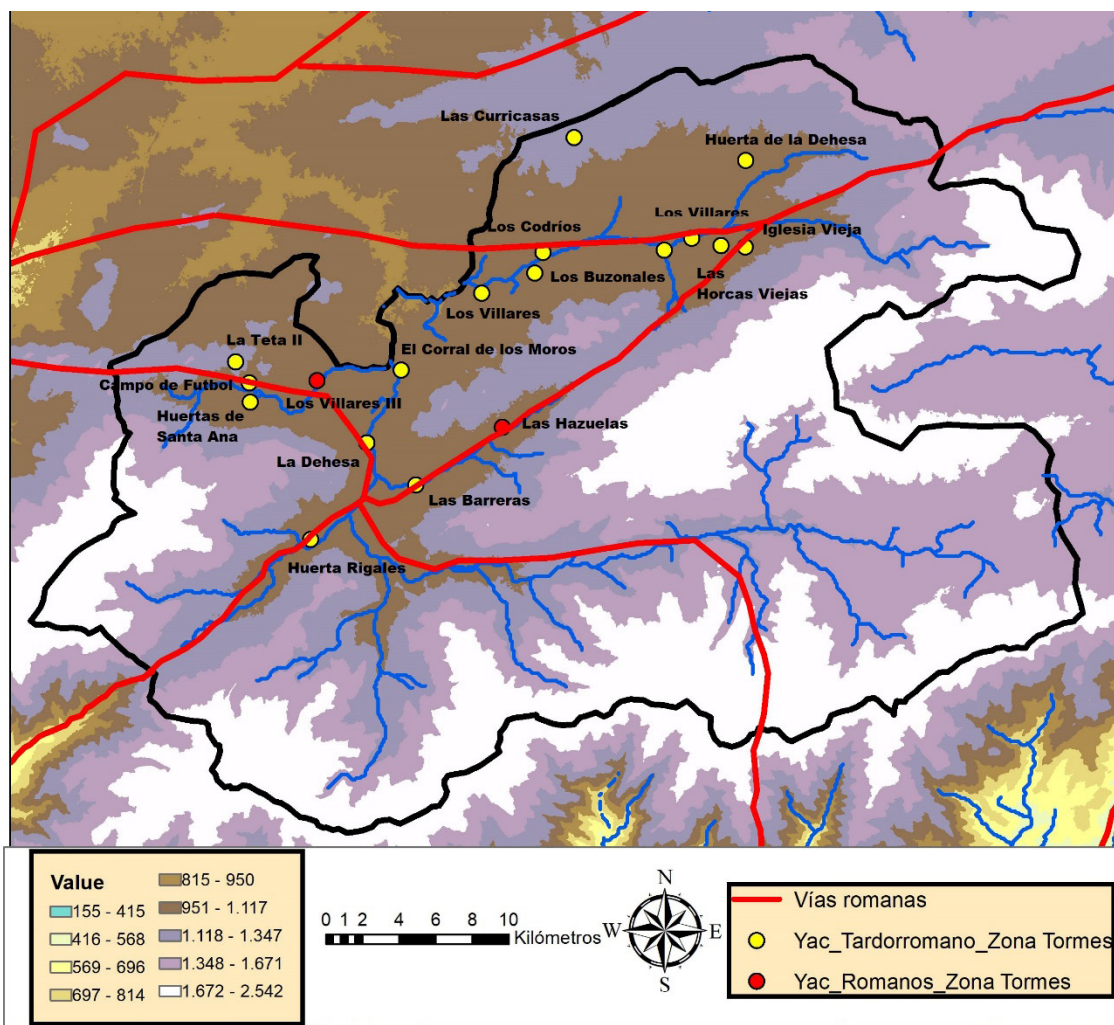 Las Curricasas
Huerta de la Dehesa
Los Villares
Los Codríos
Iglesia Vieja
Los Buzonales
Las
Horcas Viejas
Los Villares
La Teta II
El Corral de los Moros
Campo de Futbol
Los Villares III
Huertas de
Santa Ana
Las Hazuelas
La Dehesa
Las Barreras
Huerta Rigales
Value
155 - 415
416 - 568
569 - 696
697 - 814
815 - 950
951 - 1.117
1.118 - 1.347
1.348 - 1.671
1.672 - 2.542
0 1 2 4 6 8 10
Kilómetros
N
W E
S
Vías romanas
Yac_Tardorromano_Zona Tormes
Yac_Romanos_Zona Tormes